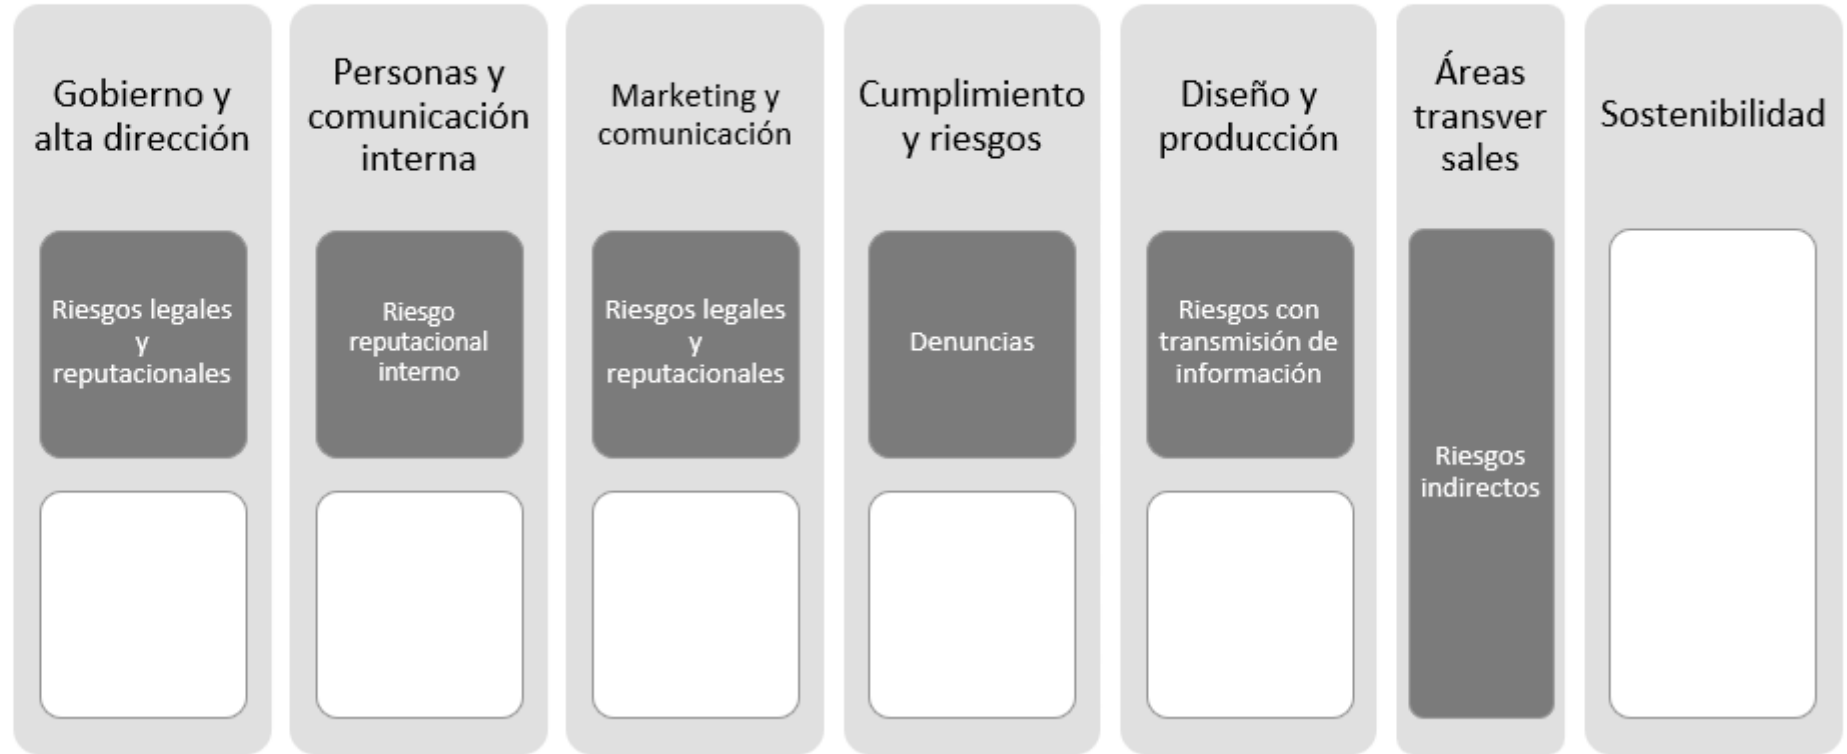 Gobierno y
alta dirección
Riesgos legales
y
reputacionales
Personas y
comunicación
interna
Riesgo
reputacional
interno
Marketing y
comunicación
Riesgos legales
y
reputacionales
Cumplimiento
y riesgos
Denuncias
Diseño y
producción
Riesgos con
transmisión de
información
Áreas
transver
sales
Riesgos
indirectos
Sostenibilidad